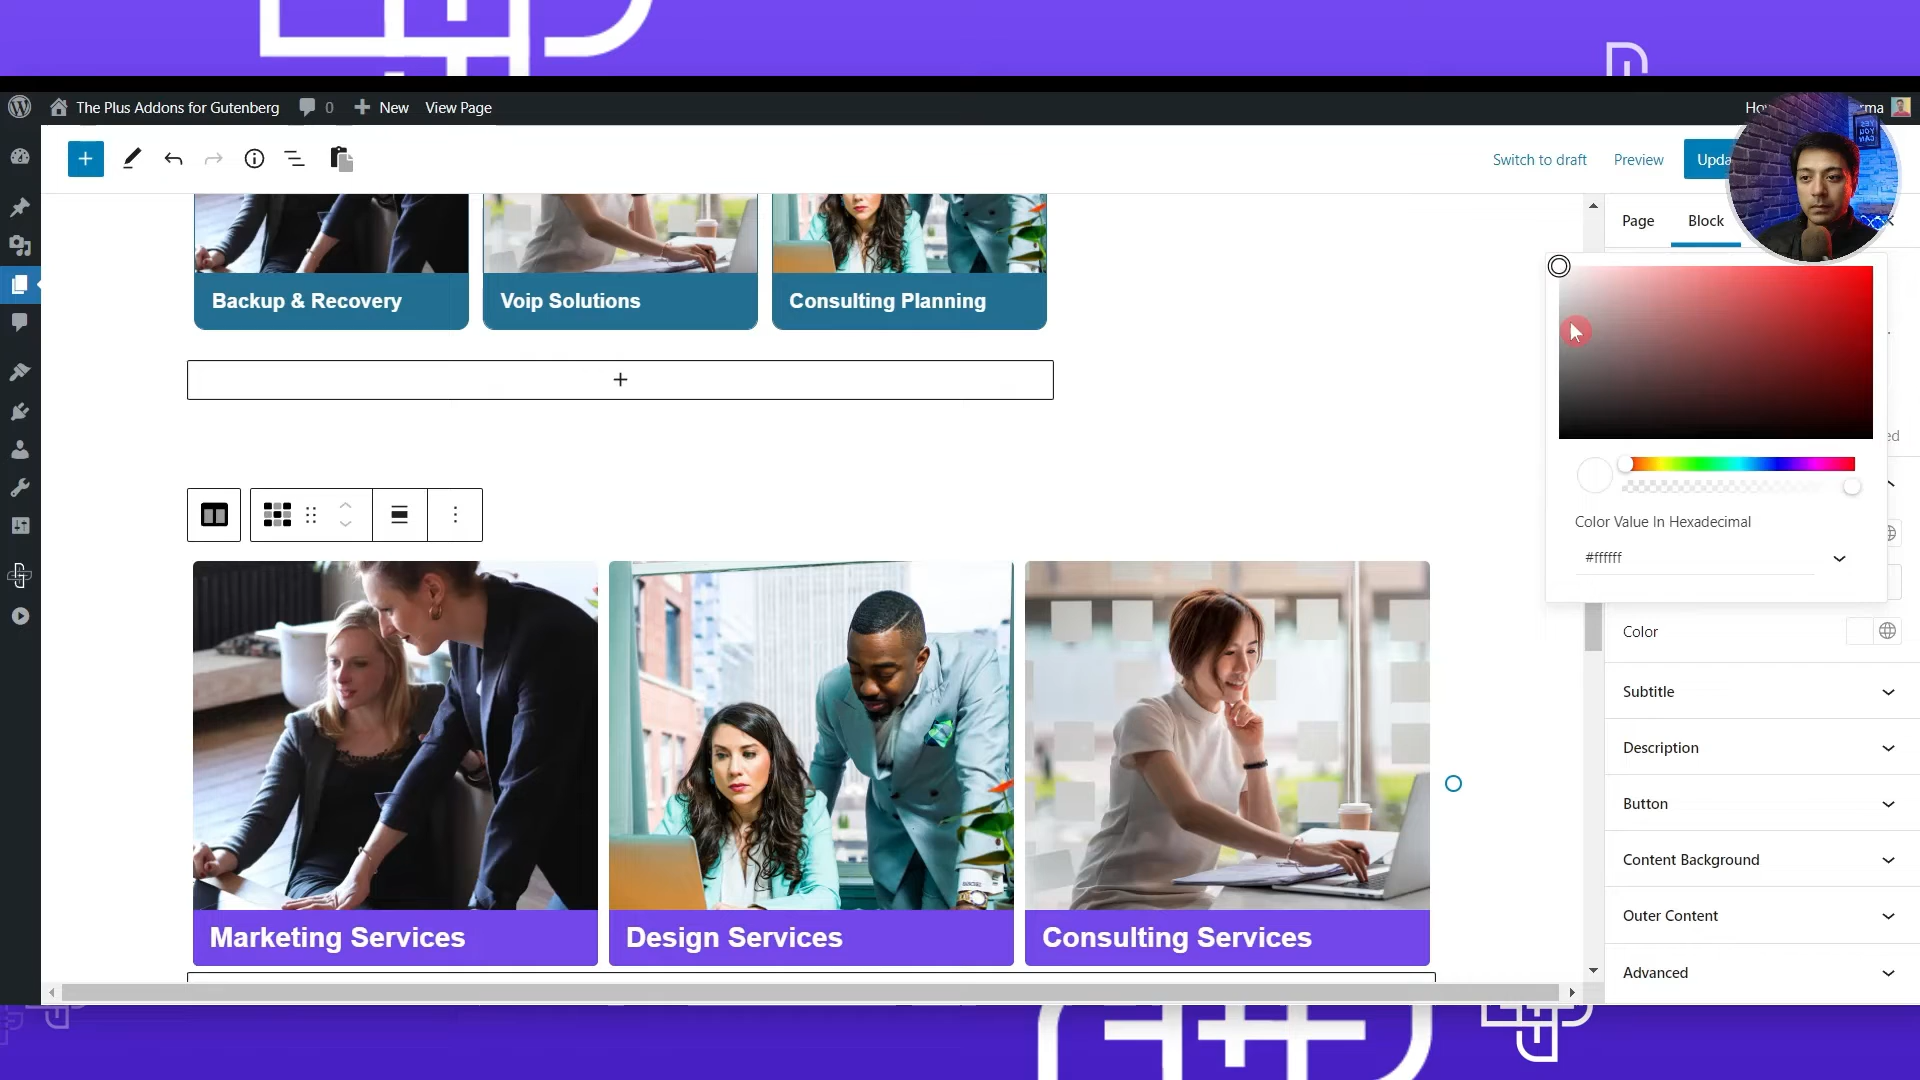 The Plus Addons for Gutenberg
0
New
View Page
Switch to draft
Preview
Page
Block
Backup & Recovery
Voip Solutions
Consulting Planning
Color Value In Hexadecimal
#ffffff
Color
Subtitle
Description
Button
Content Background
Outer Content
Advanced
Marketing Services
Design Services
Consulting Services